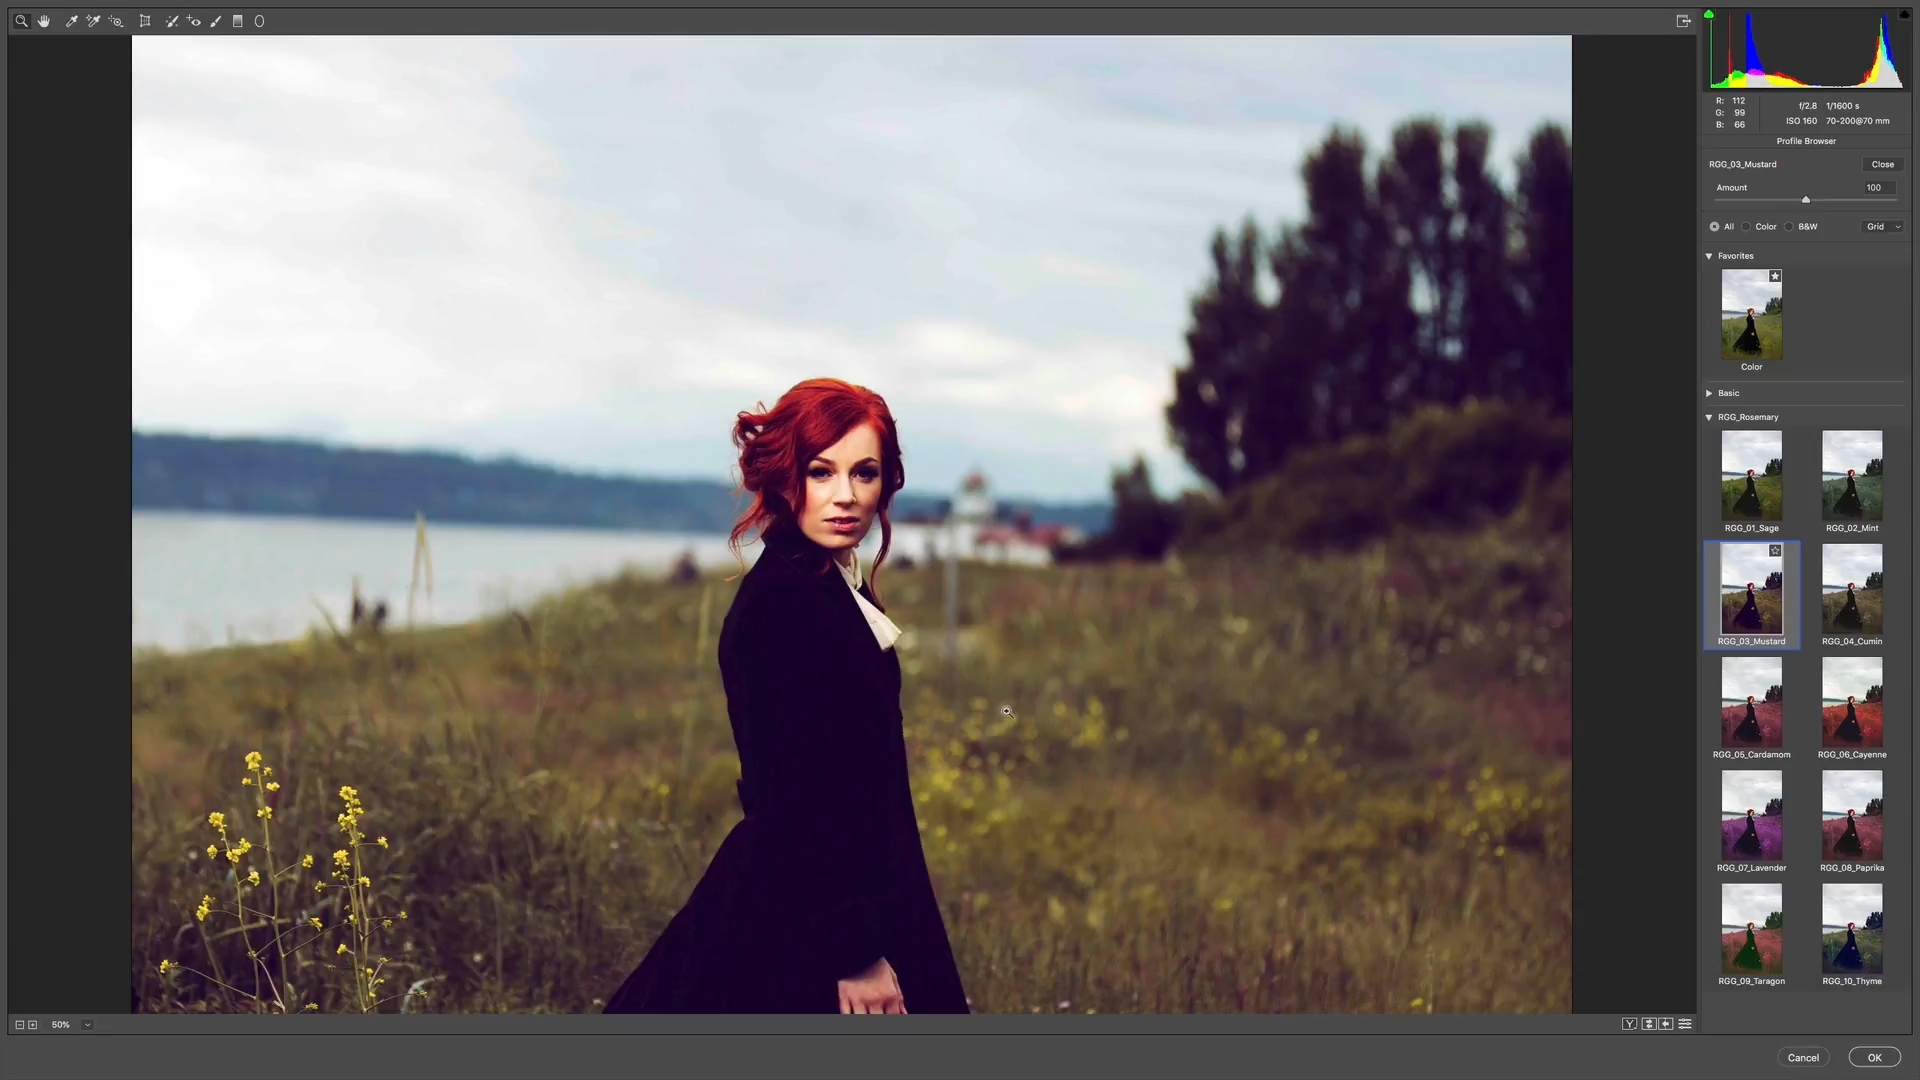 R: 112
G: 99
B: 66
f/2.8 1/1600 s
ISO 160 70-200@70 mm
Profile Browser
RGG_03_Mustard Close
Amount 100
All Color B&W Grid
Favorites
Color
Basic
RGG_Rosemary
RGG_01_Sage RGG_02_Mint
RGG_03_Mustard RGG_04_Cumin
RGG_05_Cardamom RGG_06_Cayenne
RGG_07_Lavender RGG_08_Paprika
RGG_09_Taragon RGG_10_Thyme
50% Y
Cancel OK